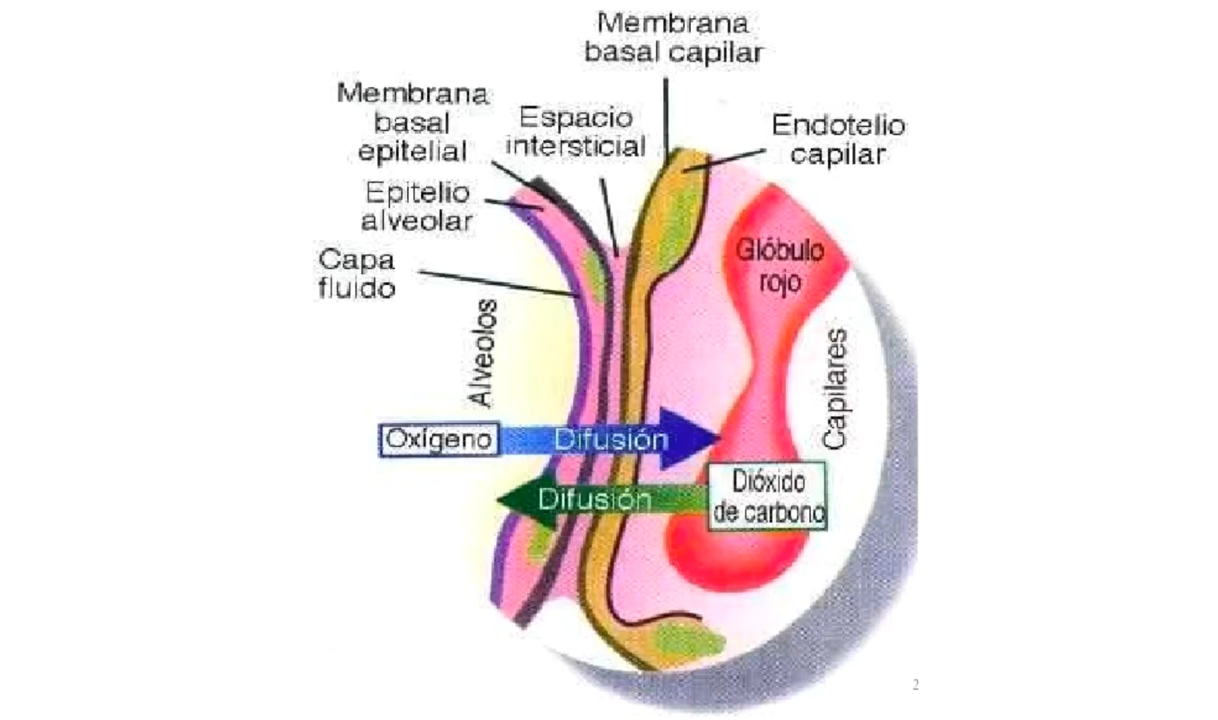 Membrana
basal capilar
Membrana
basal
epitelial
Espacio
intersticial
Endotelio
capilar
Epitelio
alveolar
Capa
fluido
Glóbulo
rojo
Alveolos
Capilares
Oxígeno
Difusión
Difusión
Dióxido
de carbono
2